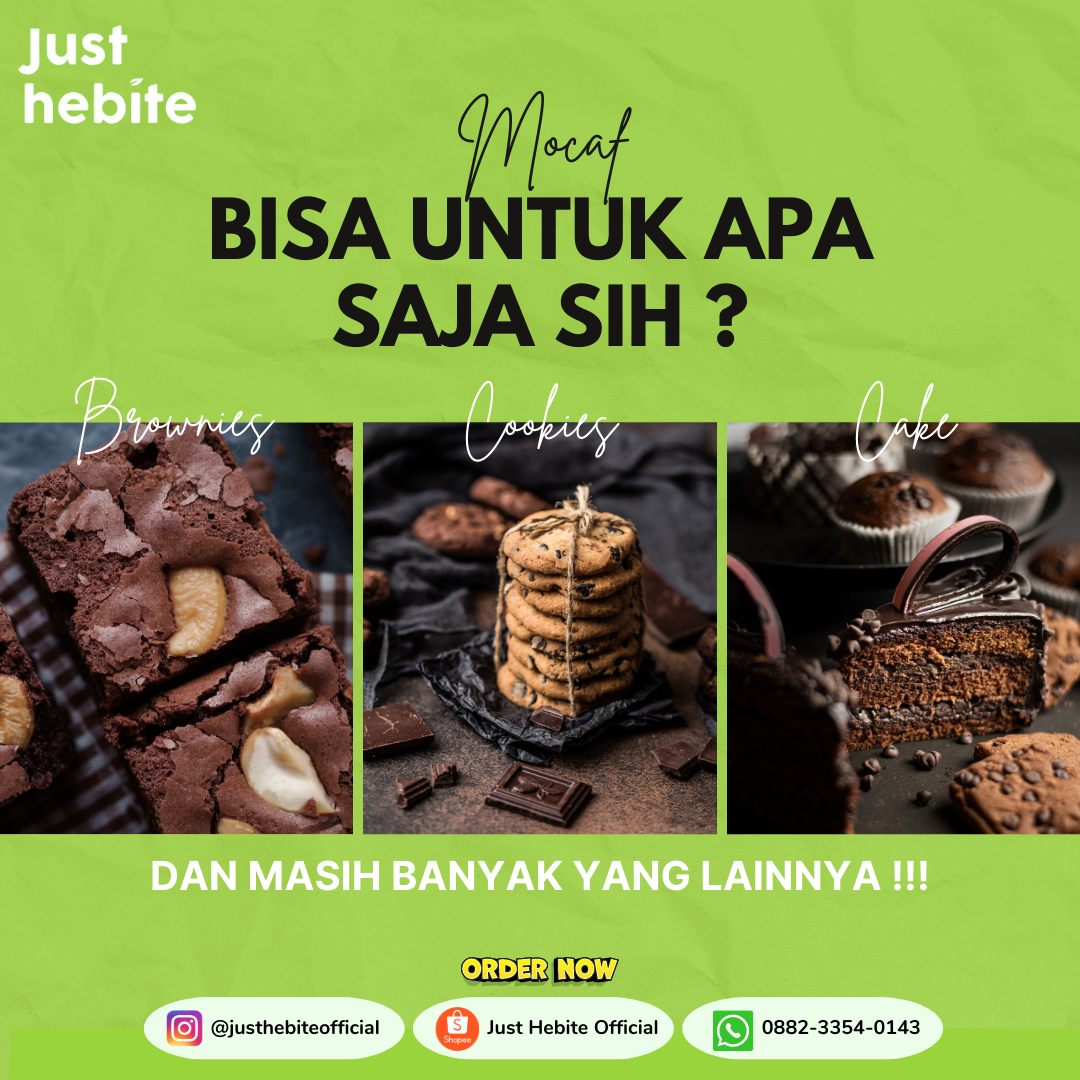 Just
hebite
Mocaf
BISA UNTUK APA
SAJA SIH ?
Brownies
Cookies
Cake
DAN MASIH BANYAK YANG LAINNYA !!!
ORDER NOW
@justhebiteofficial
Shopee
Just Hebite Official
0882-3354-0143